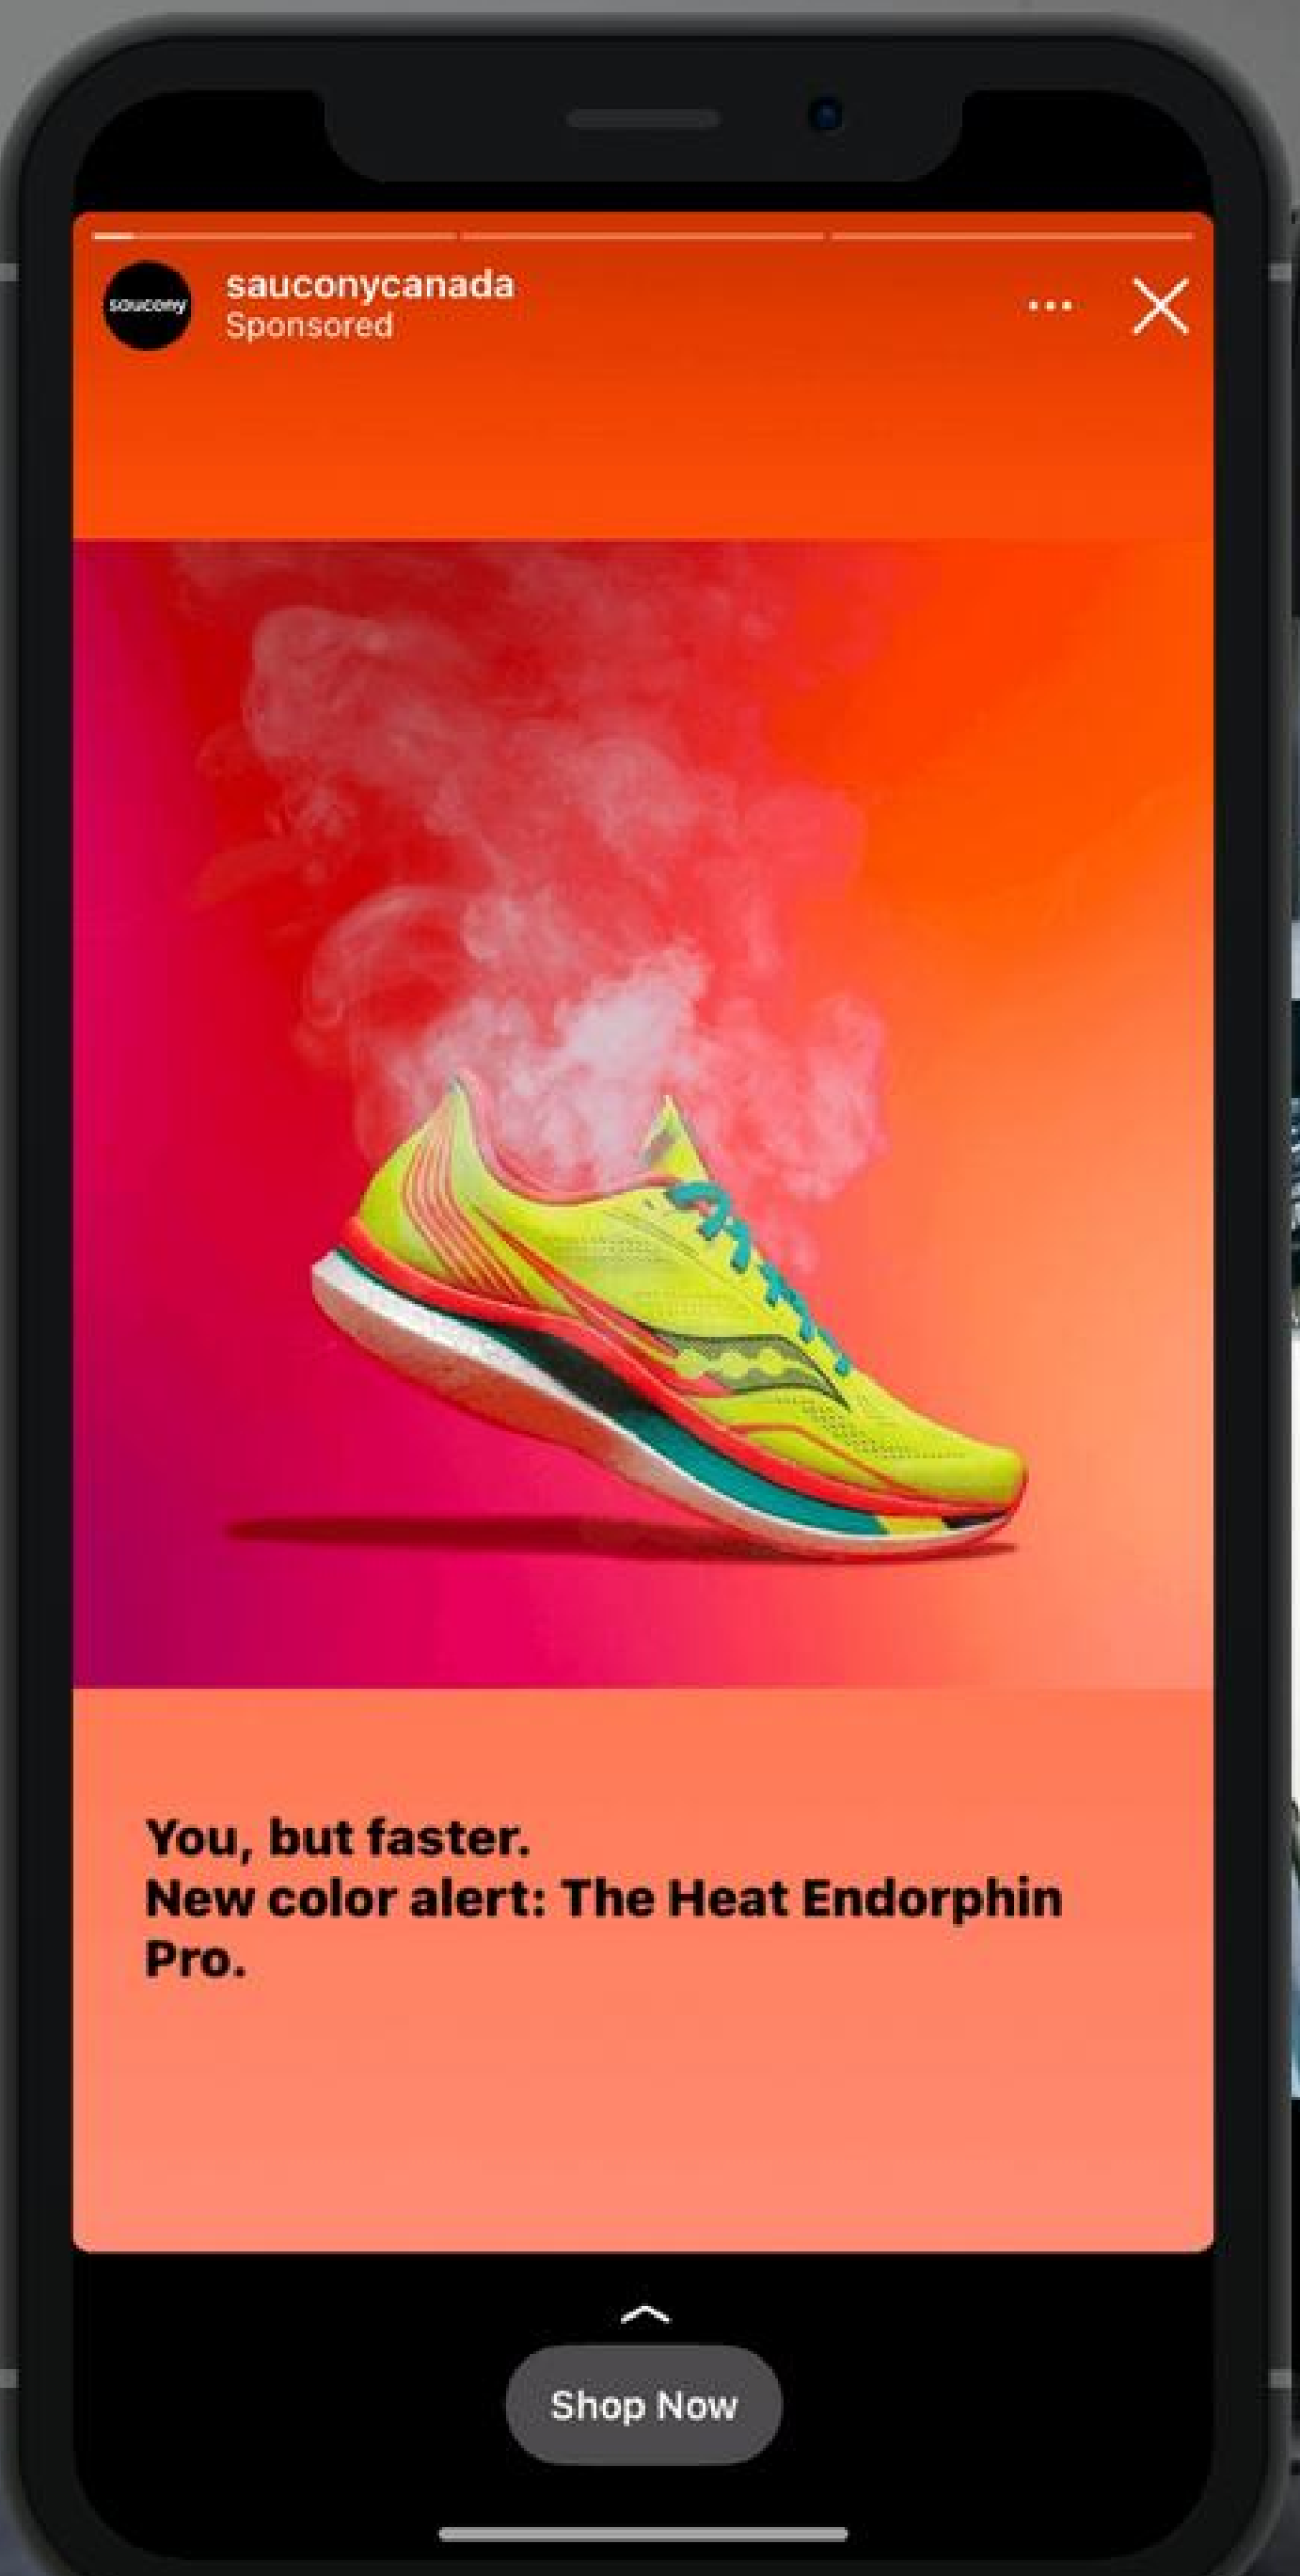 saucony
sauconycanada
Sponsored
You, but faster.
New color alert: The Heat Endorphin
Pro.
Shop Now